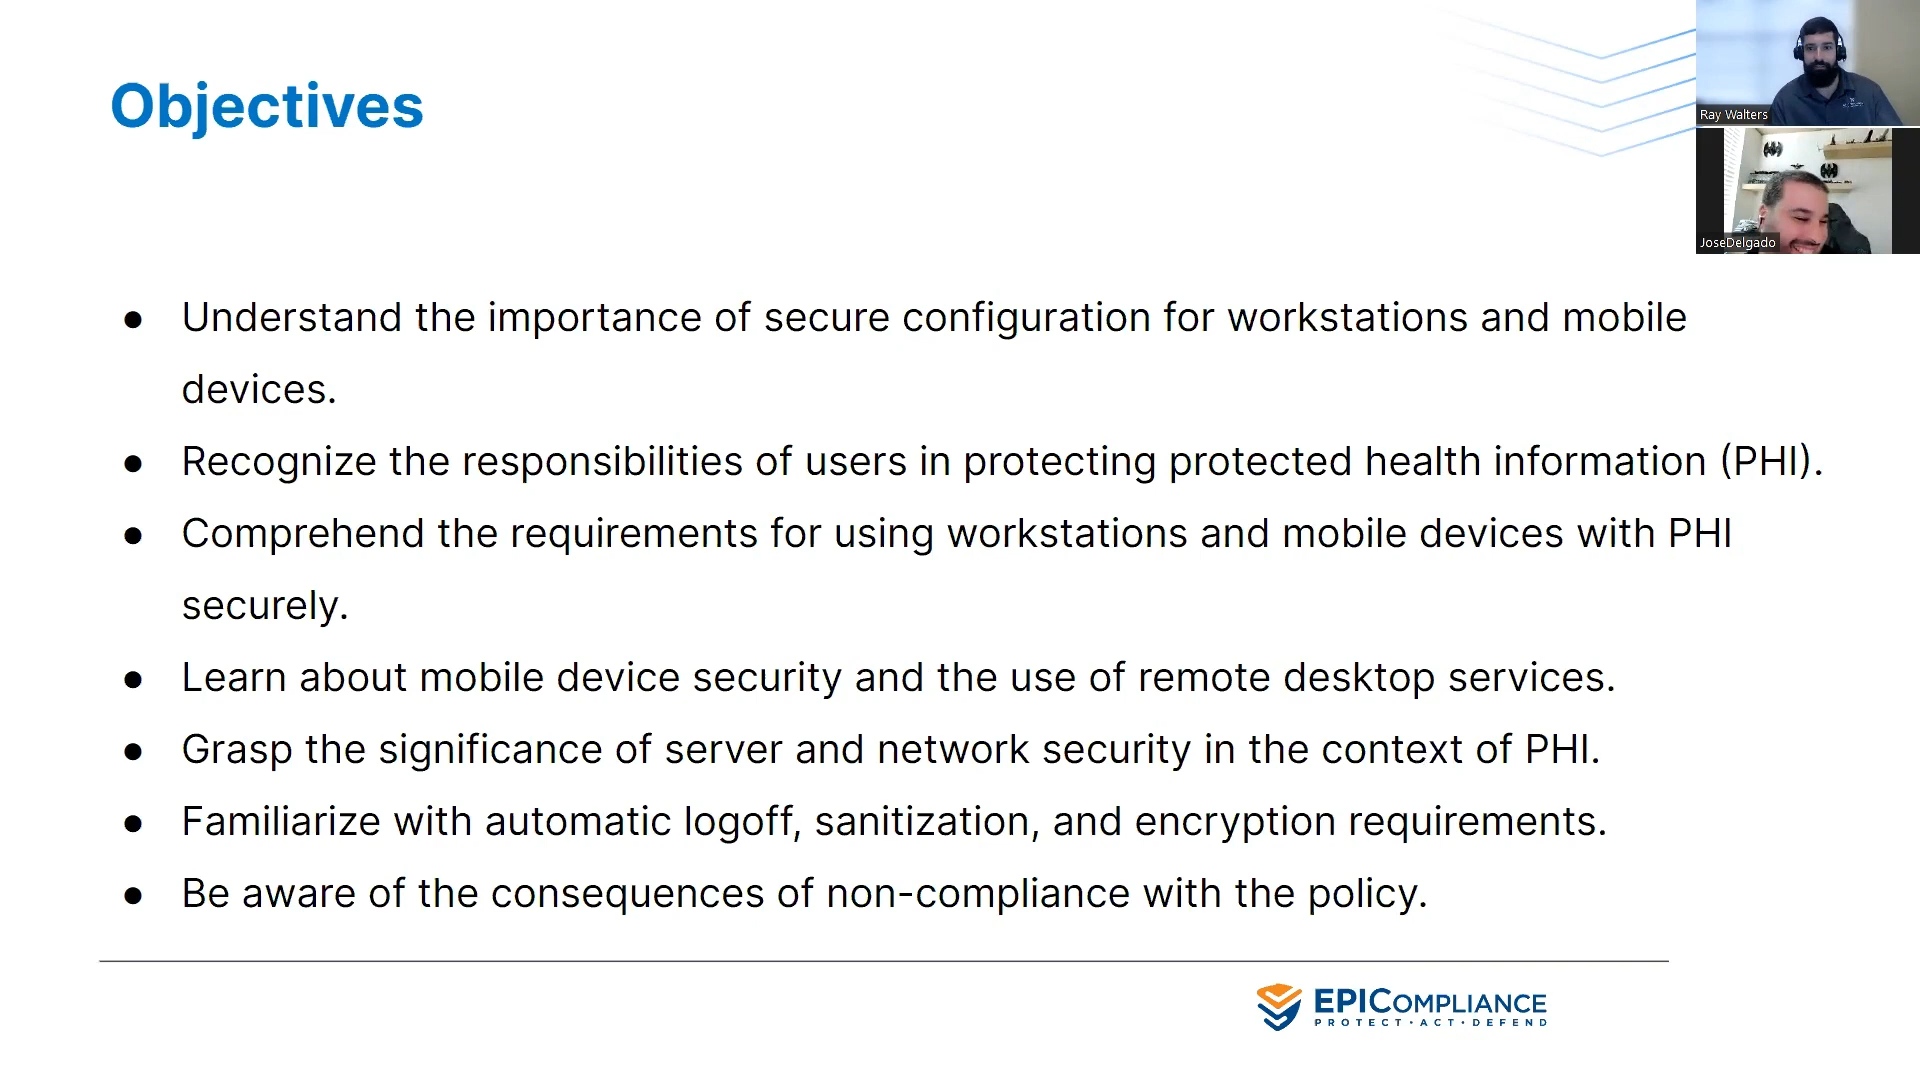 Objectives
Ray Walters
JoseDelgado
● Understand the importance of secure configuration for workstations and mobile
devices.
● Recognize the responsibilities of users in protecting protected health information (PHI).
● Comprehend the requirements for using workstations and mobile devices with PHI
securely.
● Learn about mobile device security and the use of remote desktop services.
● Grasp the significance of server and network security in the context of PHI.
● Familiarize with automatic logoff, sanitization, and encryption requirements.
● Be aware of the consequences of non-compliance with the policy.
EPICOMPLIANCE
PROTECT·ACT·DEFEND